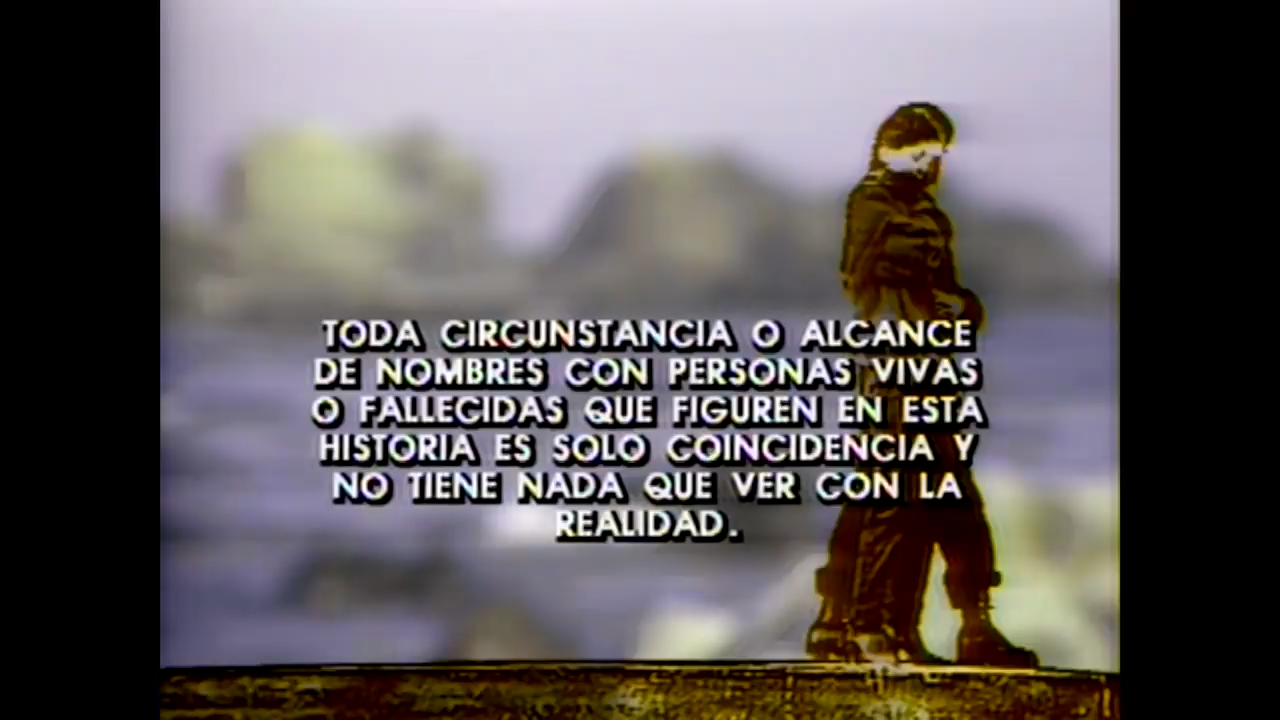 TODA CIRCUNSTANCIA O ALCANCE
DE NOMBRES CON PERSONAS VIVAS
O FALLECIDAS QUE FIGUREN EN ESTA
HISTORIA ES SOLO COINCIDENCIA Y
NO TIENE NADA QUE VER CON LA
REALIDAD.